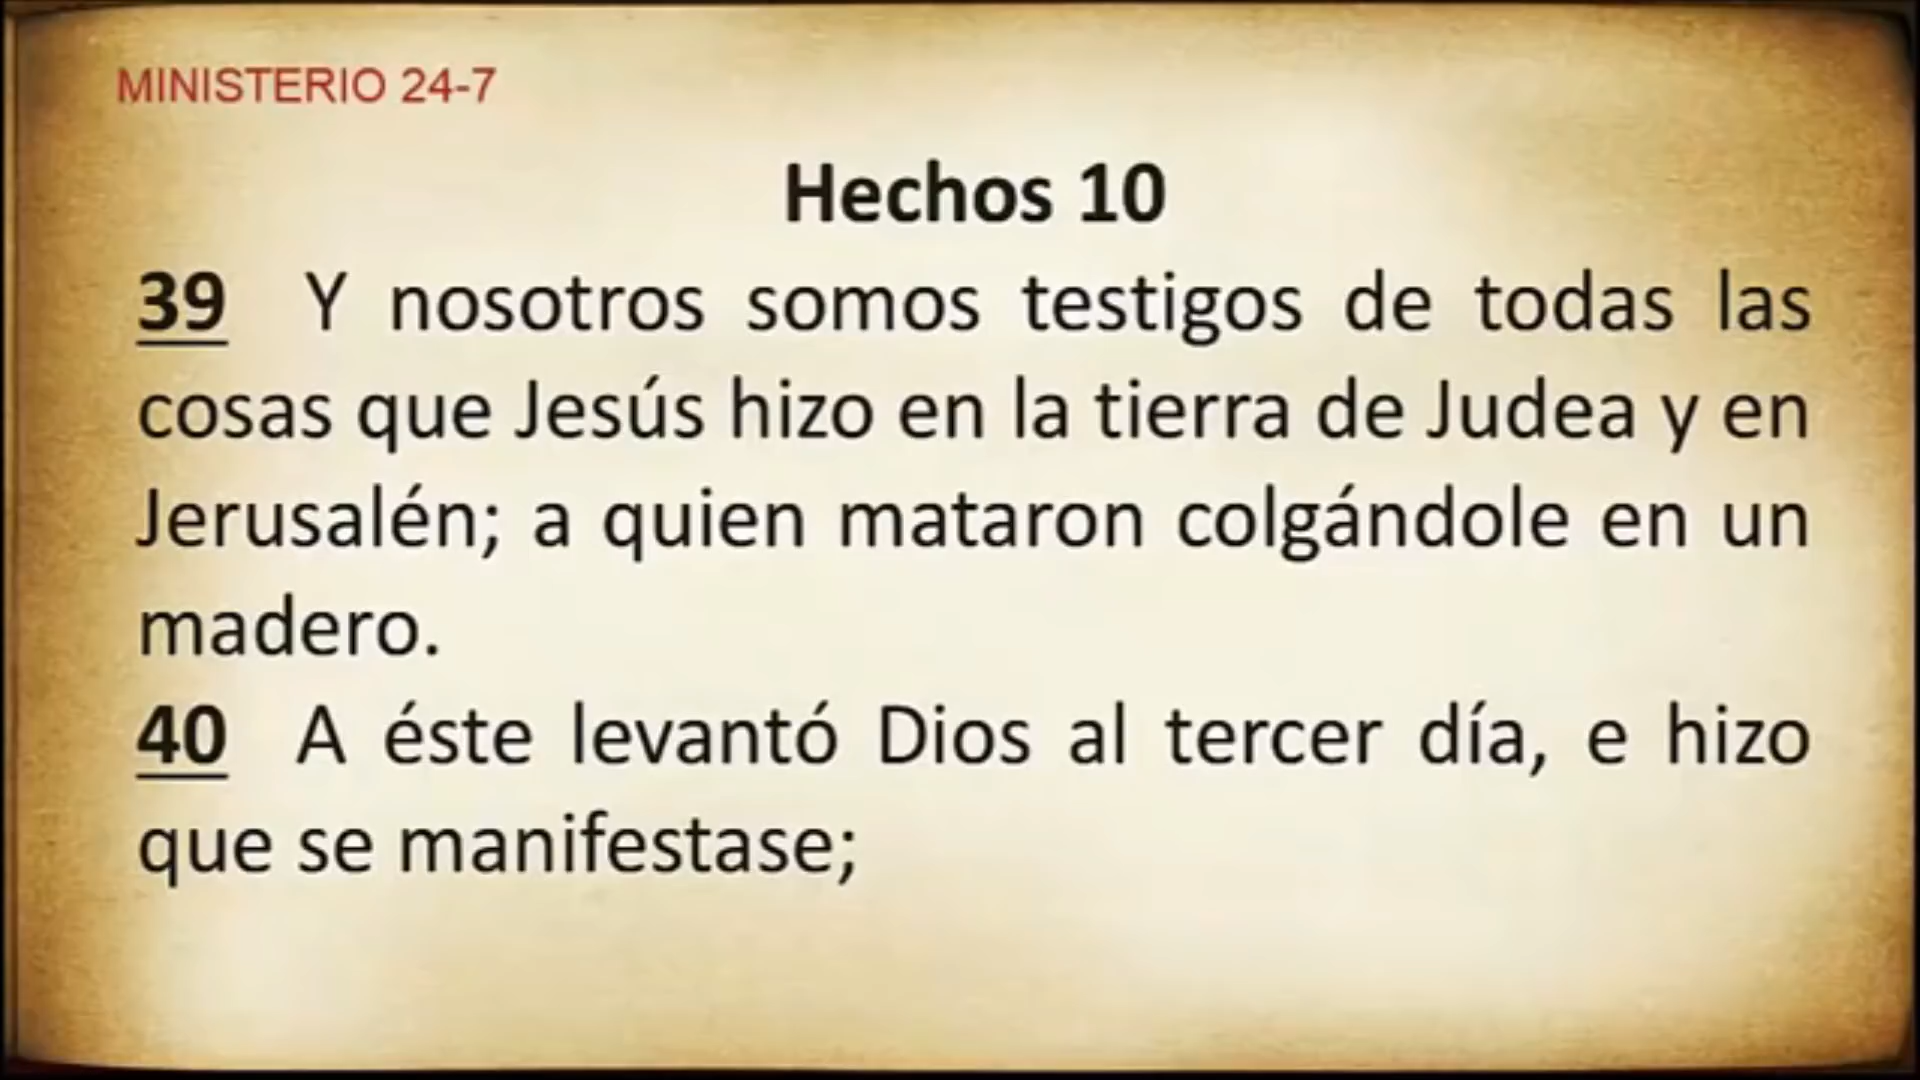 MINISTERIO 24-7
Hechos 10
39 Y nosotros somos testigos de todas las
cosas que Jesús hizo en la tierra de Judea y en
Jerusalén; a quien mataron colgándole en un
madero.
40 A éste levantó Dios al tercer día, e hizo
que se manifestase;